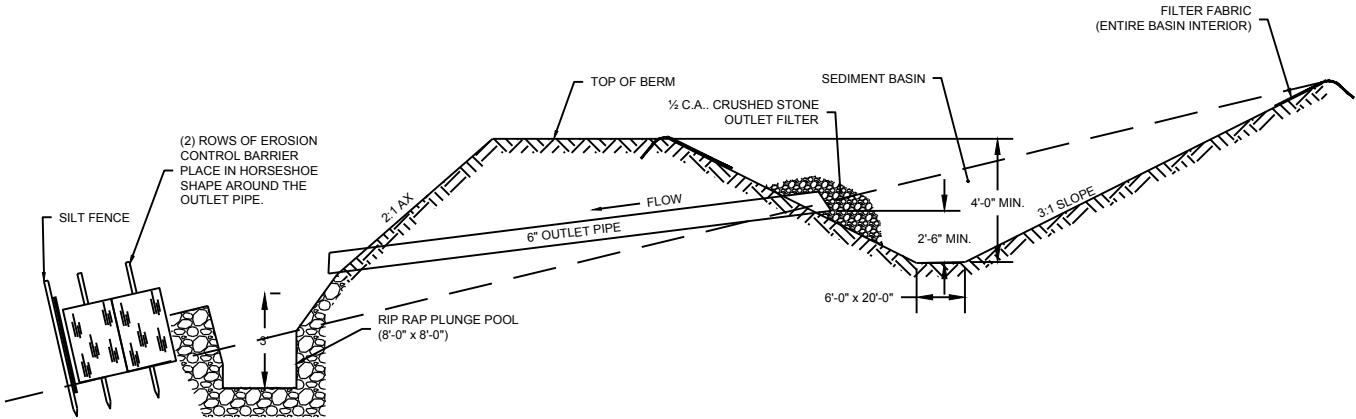 FILTER FABRIC
(ENTIRE BASIN INTERIOR)
TOP OF BERM
SEDIMENT BASIN
½ C.A.. CRUSHED STONE
OUTLET FILTER
(2) ROWS OF EROSION
CONTROL BARRIER
PLACE IN HORSESHOE
SHAPE AROUND THE
OUTLET PIPE.
SILT FENCE
2:1 AX
FLOW
6" OUTLET PIPE
4'-0" MIN.
3:1 SLOPE
2'-6" MIN.
6'-0" x 20'-0"
RIP RAP PLUNGE POOL
(8'-0" x 8'-0")
3'